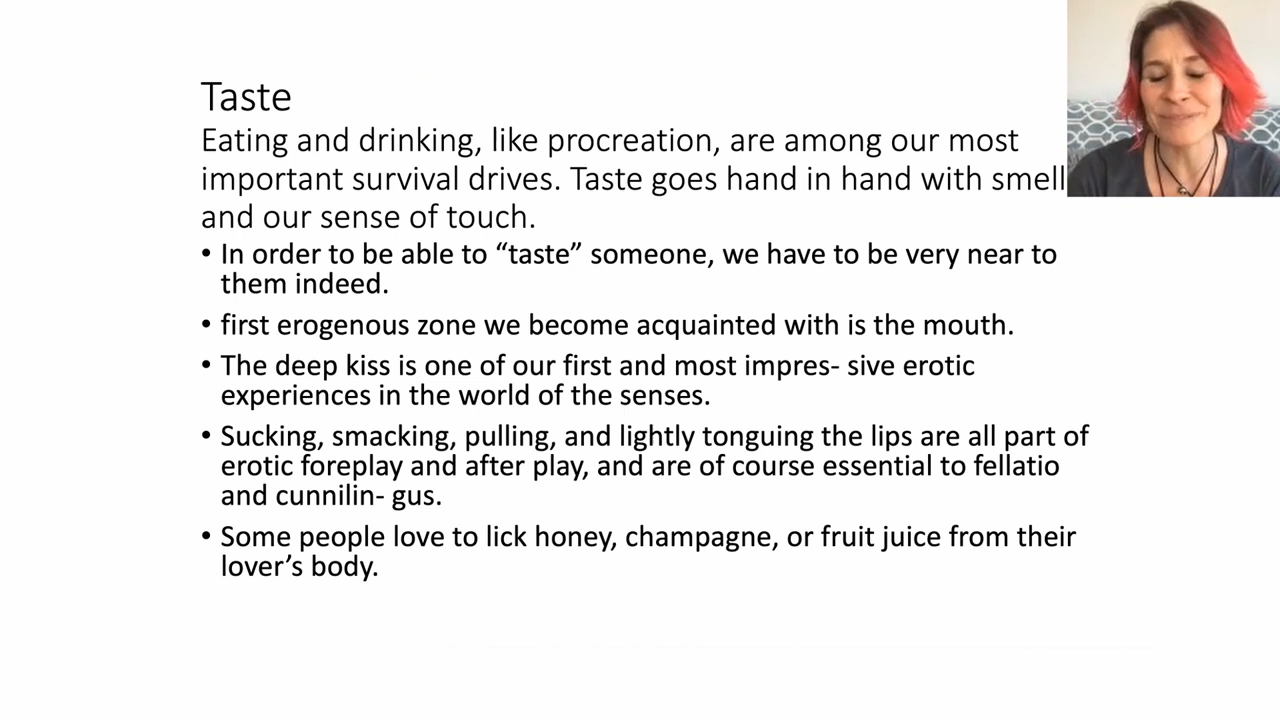 Taste
Eating and drinking, like procreation, are among our most
important survival drives. Taste goes hand in hand with smell
and our sense of touch.
• In order to be able to “taste” someone, we have to be very near to
them indeed.
• first erogenous zone we become acquainted with is the mouth.
• The deep kiss is one of our first and most impres- sive erotic
experiences in the world of the senses.
• Sucking, smacking, pulling, and lightly tonguing the lips are all part of
erotic foreplay and after play, and are of course essential to fellatio
and cunnilin- gus.
• Some people love to lick honey, champagne, or fruit juice from their
lover’s body.